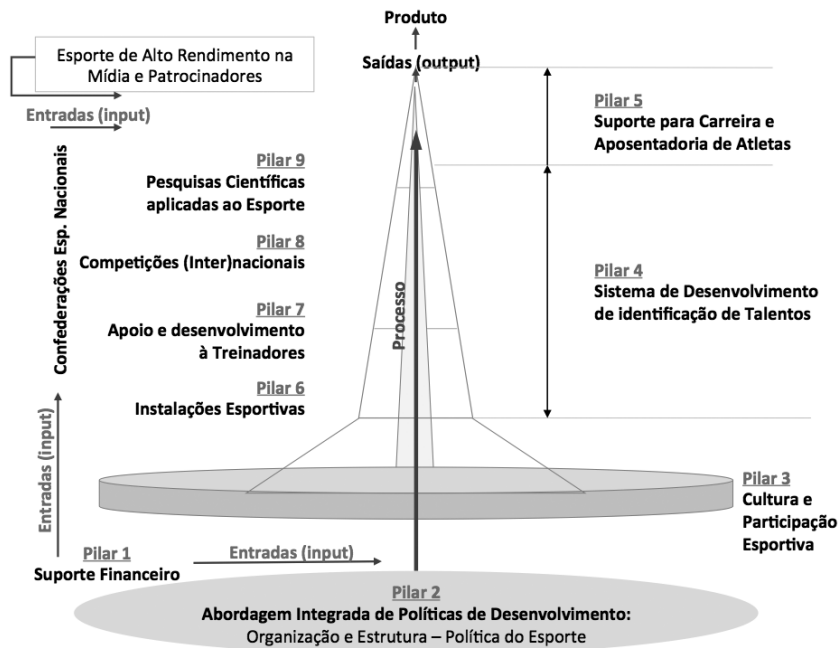 Produto
Saídas (output)
Esporte de Alto Rendimento na
Mídia e Patrocinadores
Entradas (input)
Pilar 5
Suporte para Carreira e
Aposentadoria de Atletas
Pilar 9
Pesquisas Científicas
aplicadas ao Esporte
Confederações Esp. Nacionais
Pilar 8
Competições (Inter)nacionais
Pilar 4
Sistema de Desenvolvimento
de identificação de Talentos
Processo
Pilar 7
Apoio e desenvolvimento
à Treinadores
Pilar 6
Instalações Esportivas
Entradas (input)
Pilar 3
Cultura e
Participação
Esportiva
Pilar 1
Suporte Financeiro
Entradas (input)
Pilar 2
Abordagem Integrada de Políticas de Desenvolvimento:
Organização e Estrutura – Política do Esporte